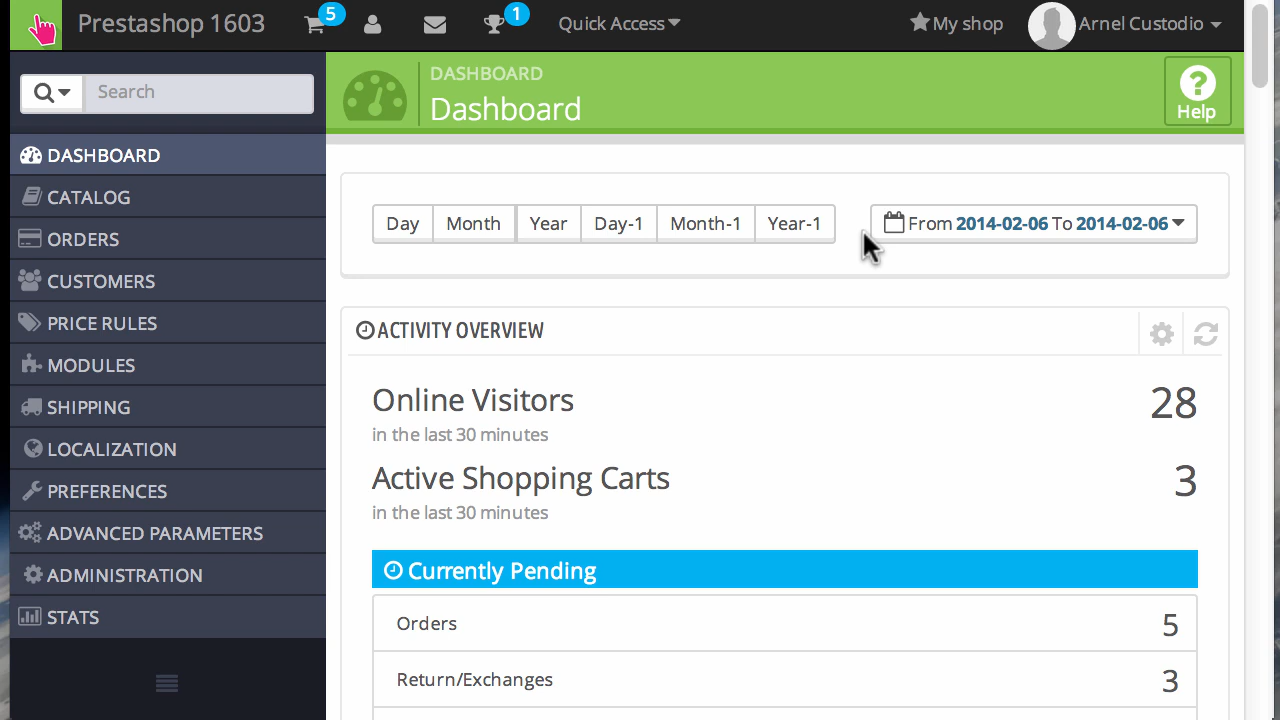 Prestashop 1603
5
1
Quick Access
My shop
Arnel Custodio
Search
DASHBOARD
Dashboard
Help
DASHBOARD
CATALOG
ORDERS
CUSTOMERS
PRICE RULES
MODULES
SHIPPING
LOCALIZATION
PREFERENCES
ADVANCED PARAMETERS
ADMINISTRATION
STATS
Day Month Year Day-1 Month-1 Year-1
From 2014-02-06 To 2014-02-06
ACTIVITY OVERVIEW
Online Visitors 28
in the last 30 minutes
Active Shopping Carts 3
in the last 30 minutes
Currently Pending
Orders 5
Return/Exchanges 3